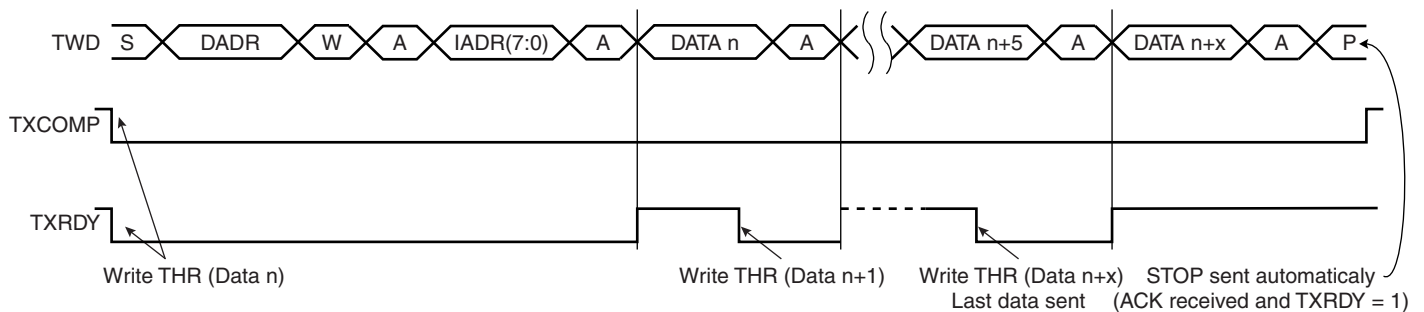 TWD S DADR W A IADR(7:0) A DATA n A DATA n+5 A DATA n+x A P
TXCOMP
TXRDY
Write THR (Data n) Write THR (Data n+1) Write THR (Data n+x) STOP sent automaticaly
Last data sent (ACK received and TXRDY = 1)